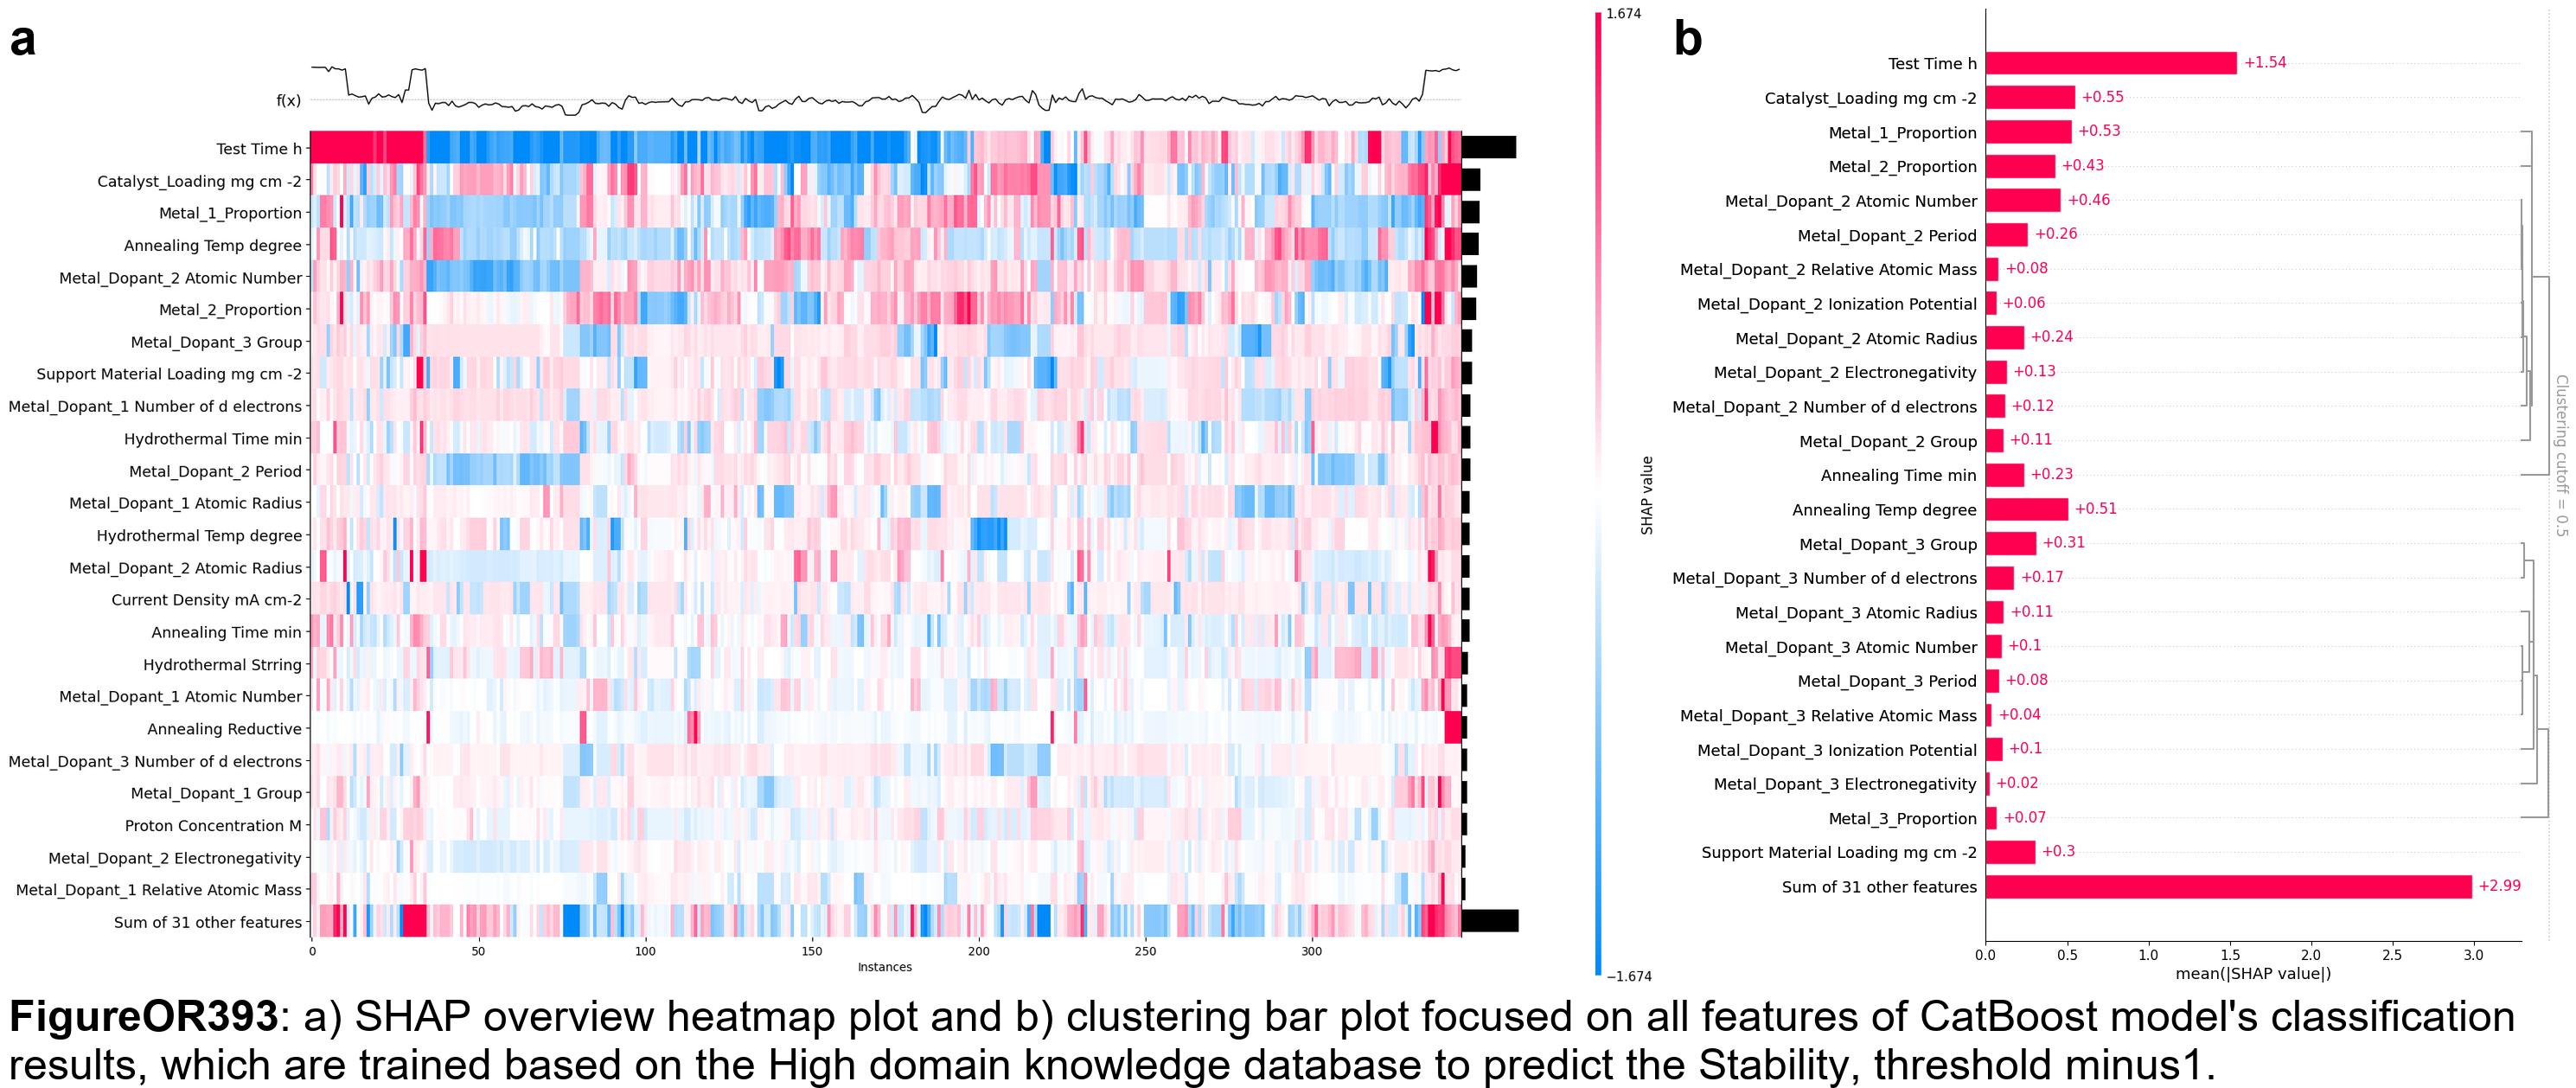 a
f(x)
Test Time h
Catalyst_Loading mg cm -2
Metal_1_Proportion
Annealing Temp degree
Metal_Dopant_2 Atomic Number
Metal_2_Proportion
Metal_Dopant_3 Group
Support Material Loading mg cm -2
Metal_Dopant_1 Number of d electrons
Hydrothermal Time min
Metal_Dopant_2 Period
Metal_Dopant_1 Atomic Radius
Hydrothermal Temp degree
Metal_Dopant_2 Atomic Radius
Current Density mA cm-2
Annealing Time min
Hydrothermal Strring
Metal_Dopant_1 Atomic Number
Annealing Reductive
Metal_Dopant_3 Number of d electrons
Metal_Dopant_1 Group
Proton Concentration M
Metal_Dopant_2 Electronegativity
Metal_Dopant_1 Relative Atomic Mass
Sum of 31 other features
0 50 100 150 200 250 300
Instances
1.674
SHAP value
−1.674
b
Test Time h +1.54
Catalyst_Loading mg cm -2 +0.55
Metal_1_Proportion +0.53
Metal_2_Proportion +0.43
Metal_Dopant_2 Atomic Number +0.46
Metal_Dopant_2 Period +0.26
Metal_Dopant_2 Relative Atomic Mass +0.08
Metal_Dopant_2 Ionization Potential +0.06
Metal_Dopant_2 Atomic Radius +0.24
Metal_Dopant_2 Electronegativity +0.13
Metal_Dopant_2 Number of d electrons +0.12
Metal_Dopant_2 Group +0.11
Annealing Time min +0.23
Annealing Temp degree +0.51
Metal_Dopant_3 Group +0.31
Metal_Dopant_3 Number of d electrons +0.17
Metal_Dopant_3 Atomic Radius +0.11
Metal_Dopant_3 Atomic Number +0.1
Metal_Dopant_3 Period +0.08
Metal_Dopant_3 Relative Atomic Mass +0.04
Metal_Dopant_3 Ionization Potential +0.1
Metal_Dopant_3 Electronegativity +0.02
Metal_3_Proportion +0.07
Support Material Loading mg cm -2 +0.3
Sum of 31 other features +2.99
0.0 0.5 1.0 1.5 2.0 2.5 3.0
mean(|SHAP value|)
Clustering cutoff = 0.5
FigureOR393: a) SHAP overview heatmap plot and b) clustering bar plot focused on all features of CatBoost model's classification
results, which are trained based on the High domain knowledge database to predict the Stability, threshold minus1.